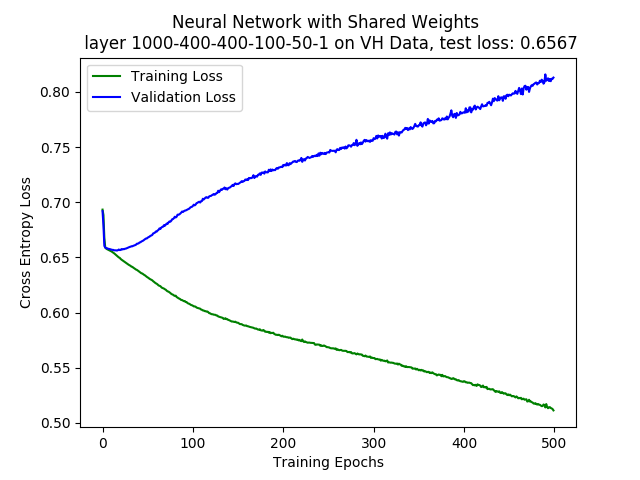 Neural Network with Shared Weights
layer 1000-400-400-100-50-1 on VH Data, test loss: 0.6567
Training Loss
Validation Loss
0.80
0.75
0.70
0.65
0.60
0.55
0.50
Cross Entropy Loss
0 100 200 300 400 500
Training Epochs